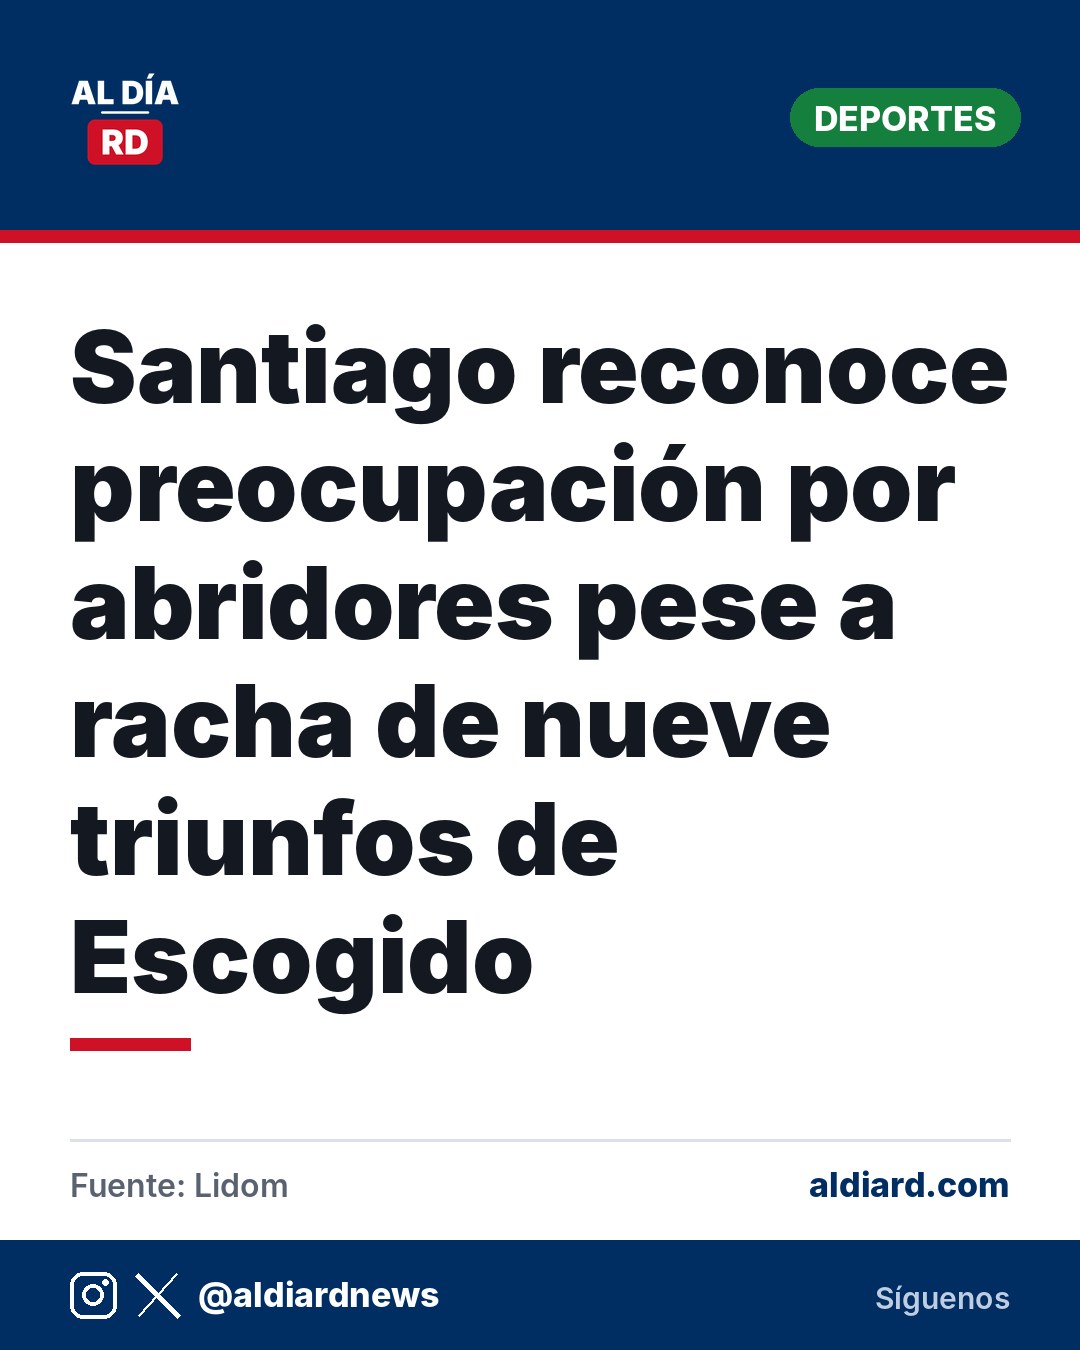 AL DÍA
RD
DEPORTES
Santiago reconoce
preocupación por
abridores pese a
racha de nueve
triunfos de
Escogido
Fuente: Lidom
aldiard.com
@aldiardnews
Síguenos